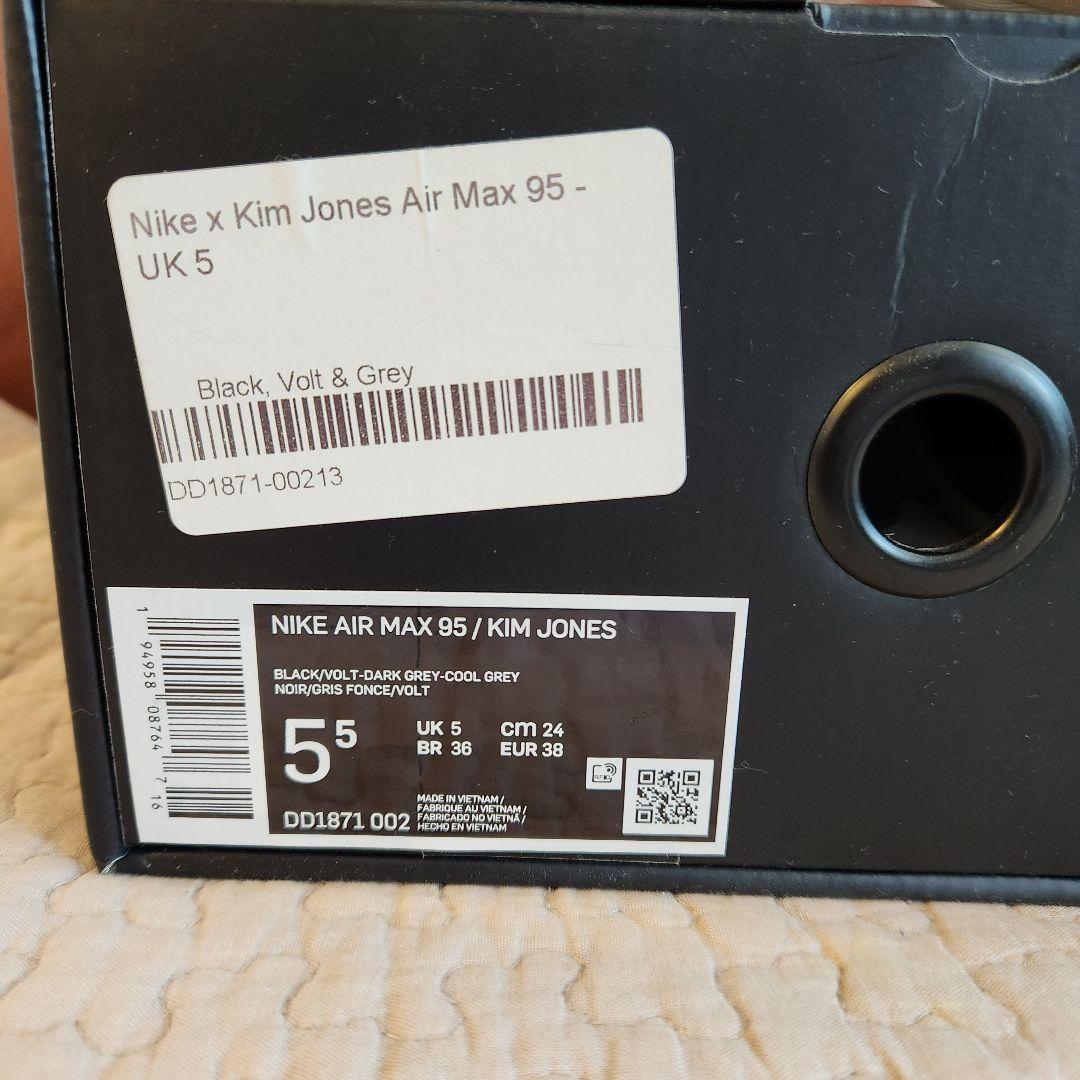 Nike x Kim Jones Air Max 95 -
UK 5
Black, Volt & Grey
DD1871-00213
NIKE AIR MAX 95 / KIM JONES
BLACK/VOLT-DARK GREY-COOL GREY
NOIR/GRIS FONCE/VOLT
5⁵
UK 5 cm 24
BR 36 EUR 38
RFID
DD1871 002
MADE IN VIETNAM /
FABRIQUE AU VIETNAM /
FABRICADO NO VIETNÃ /
HECHO EN VIETNAM
1 94958 08764 7 16